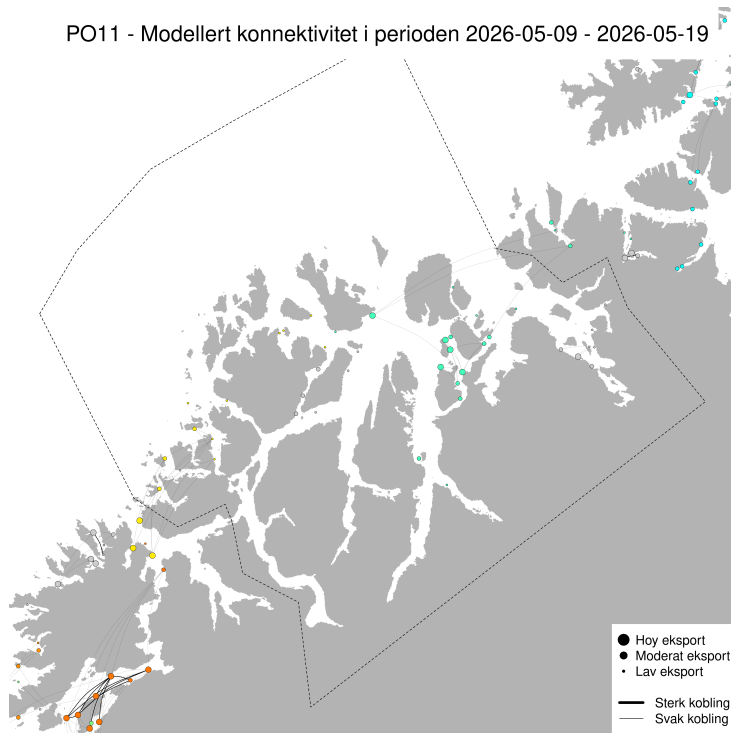 PO11 - Modellert konnektivitet i perioden 2026-05-09 - 2026-05-19
Hoy eksport
Moderat eksport
Lav eksport
Sterk kobling
Svak kobling